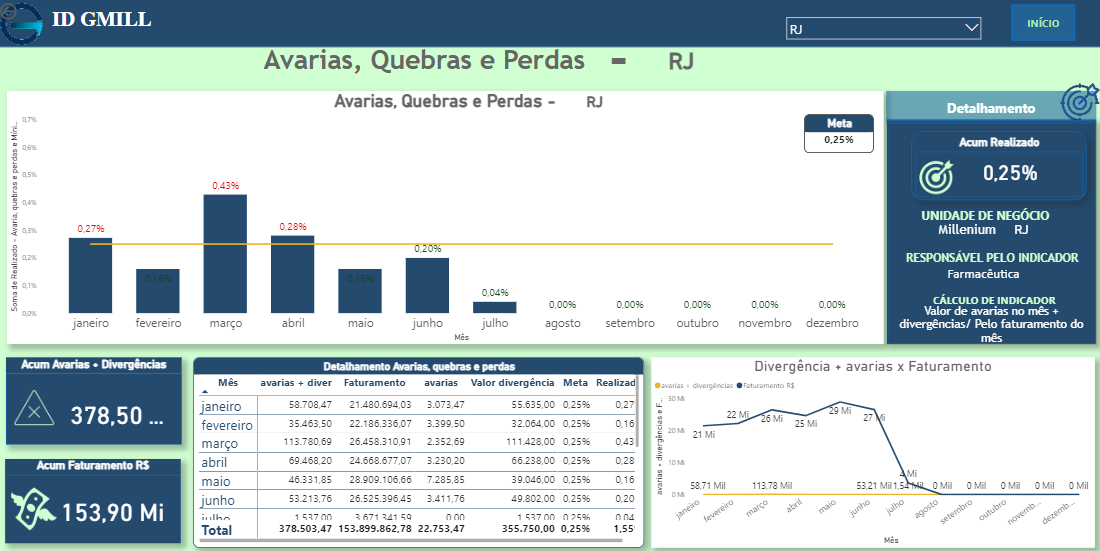 ID GMILL
RJ
INÍCIO
Avarias, Quebras e Perdas - RJ
Avarias, Quebras e Perdas - RJ
Meta
0,25%
Soma de Realizado - Avaria, quebras e perdas e Míni...
0,7%
0,6%
0,5%
0,4%
0,3%
0,2%
0,1%
0,0%
0,27%
0,16%
0,43%
0,28%
0,16%
0,20%
0,04%
0,00%
0,00%
0,00%
0,00%
0,00%
janeiro fevereiro março abril maio junho julho agosto setembro outubro novembro dezembro
Mês
Detalhamento
Acum Realizado
0,25%
UNIDADE DE NEGÓCIO
Millenium RJ
RESPONSÁVEL PELO INDICADOR
Farmacêutica
CÁLCULO DE INDICADOR
Valor de avarias no mês +
divergências/ Pelo faturamento do
mês
Acum Avarias + Divergências
378,50 ...
Acum Faturamento R$
153,90 Mi
Detalhamento Avarias, quebras e perdas
Mês avarias + diver Faturamento avarias Valor divergência Meta Realizad
janeiro 58.708,47 21.480.694,03 3.073,47 55.635,00 0,25% 0,27
fevereiro 35.463,50 22.186.336,07 3.399,50 32.064,00 0,25% 0,16
março 113.780,69 26.458.310,91 2.352,69 111.428,00 0,25% 0,43
abril 69.468,20 24.668.677,07 3.230,20 66.238,00 0,25% 0,28
maio 46.331,85 28.909.106,66 7.285,85 39.046,00 0,25% 0,16
junho 53.213,76 26.525.396,45 3.411,76 49.802,00 0,25% 0,20
julho 1.537,00 3.671.341,59 0,00 1.537,00 0,25% 0,04
Total 378.503,47 153.899.862,78 22.753,47 355.750,00 0,25% 1,55
Divergência + avarias x Faturamento
avarias + divergências Faturamento R$
avarias + divergências e F...
30 Mi
20 Mi
10 Mi
0 Mi
21 Mi
22 Mi
26 Mi
25 Mi
29 Mi
27 Mi
4 Mi
58,71 Mil
113,78 Mil
53,21 Mil
1,54 Mil
0 Mi
0 Mi
0 Mi
0 Mi
0 Mi
janeiro fevereiro março abril maio junho julho agosto setembro outubro novemb... dezemb...
Mês